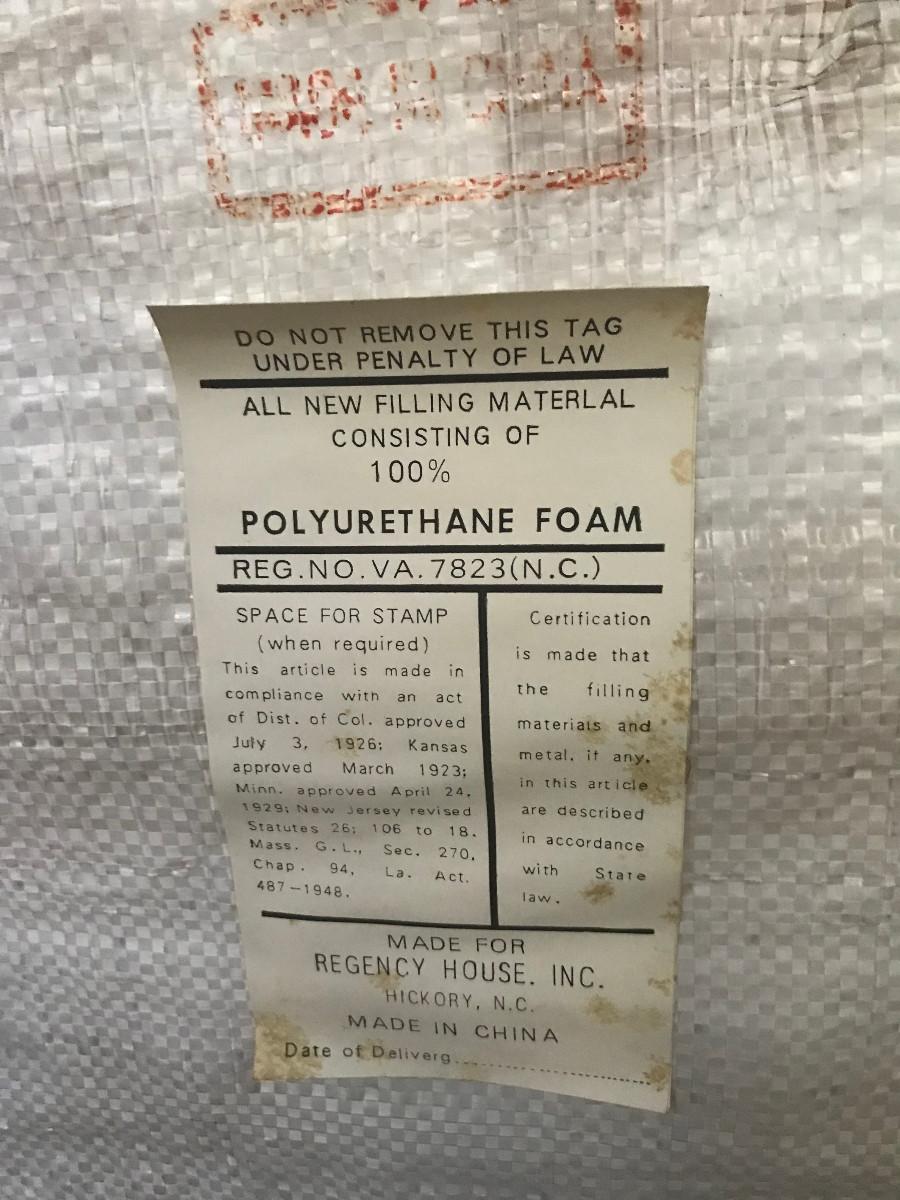 DO NOT REMOVE THIS TAG
UNDER PENALTY OF LAW
ALL NEW FILLING MATERLAL
CONSISTING OF
100%
POLYURETHANE FOAM
REG.NO.VA.7823(N.C.)
SPACE FOR STAMP
(when required)
This article is made in
compliance with an act
of Dist. of Col. approved
July 3, 1926; Kansas
approved March 1923;
Minn. approved April 24,
1929; New Jersey revised
Statutes 26; 106 to 18.
Mass. G.L., Sec. 270,
Chap. 94, La. Act.
487-1948.
Certification
is made that
the filling
materials and
metal, if any,
in this article
are described
in accordance
with State
law.
MADE FOR
REGENCY HOUSE. INC.
HICKORY, N.C.
MADE IN CHINA
Date of Deliverg